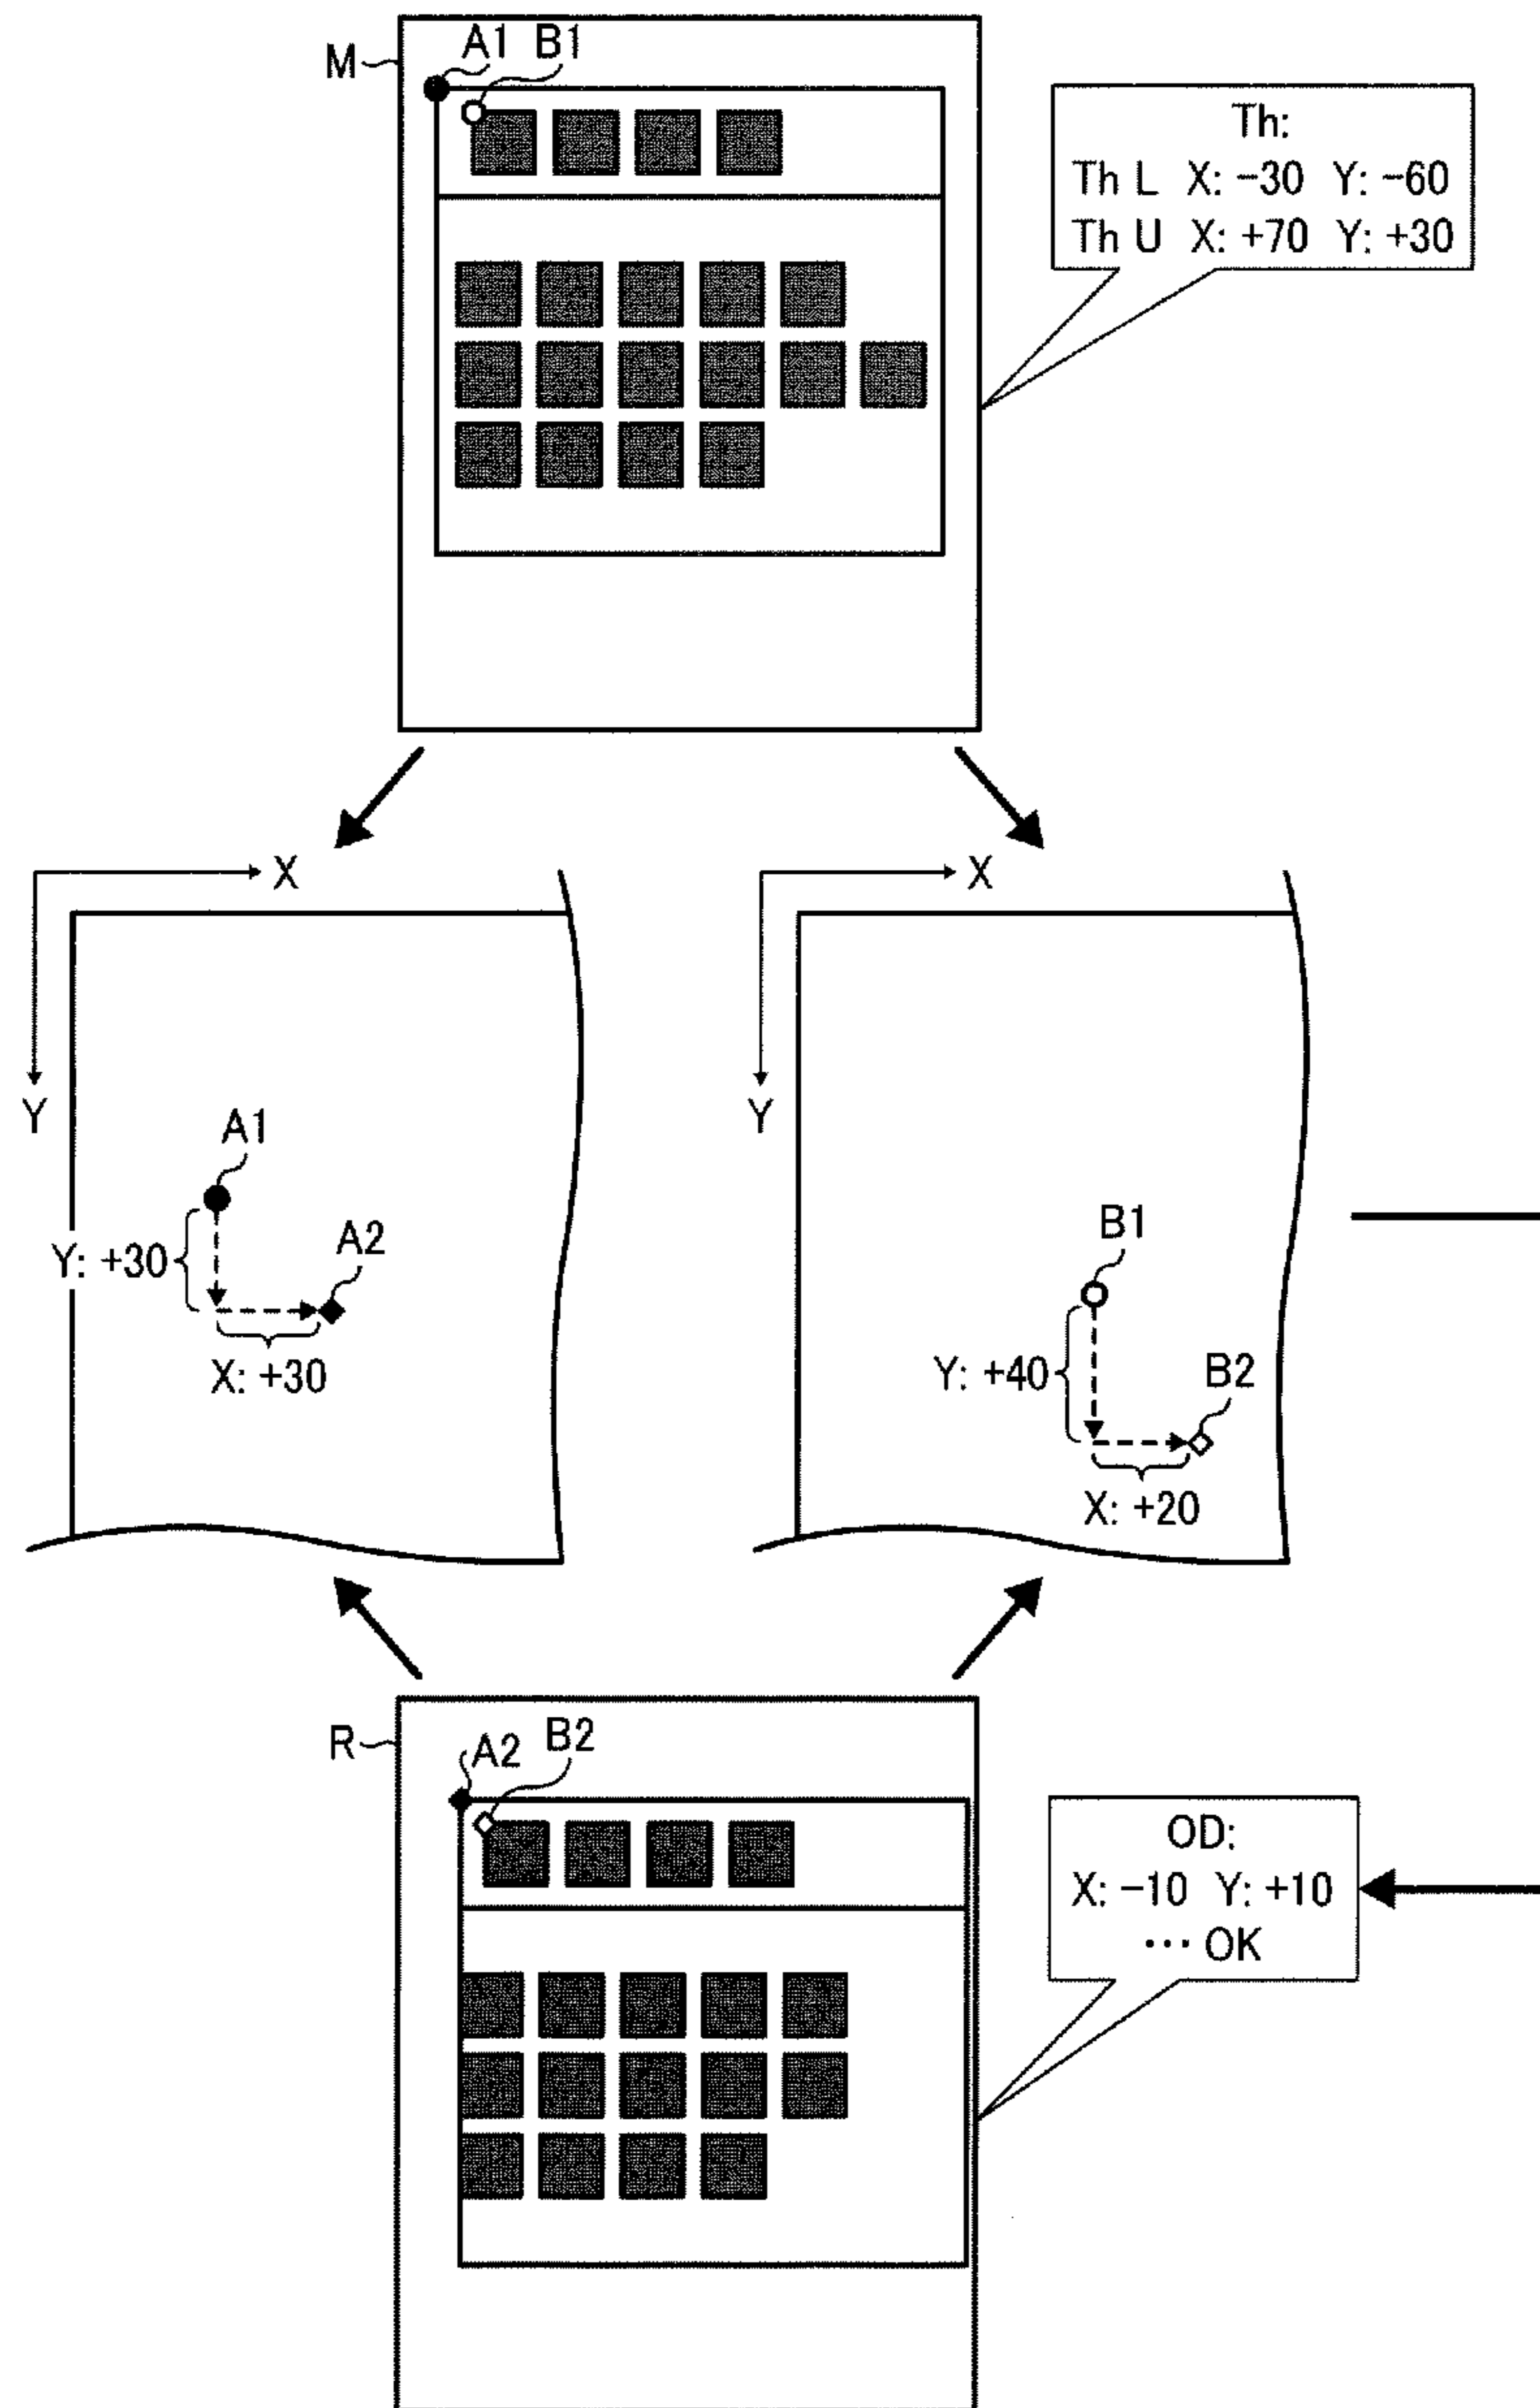 M
A1 B1
Th:
Th L X: -30 Y: -60
Th U X: +70 Y: +30
X
Y
A1
A2
Y: +30
X: +30
X
Y
B1
B2
Y: +40
X: +20
R
A2
B2
OD:
X: -10 Y: +10
··· OK